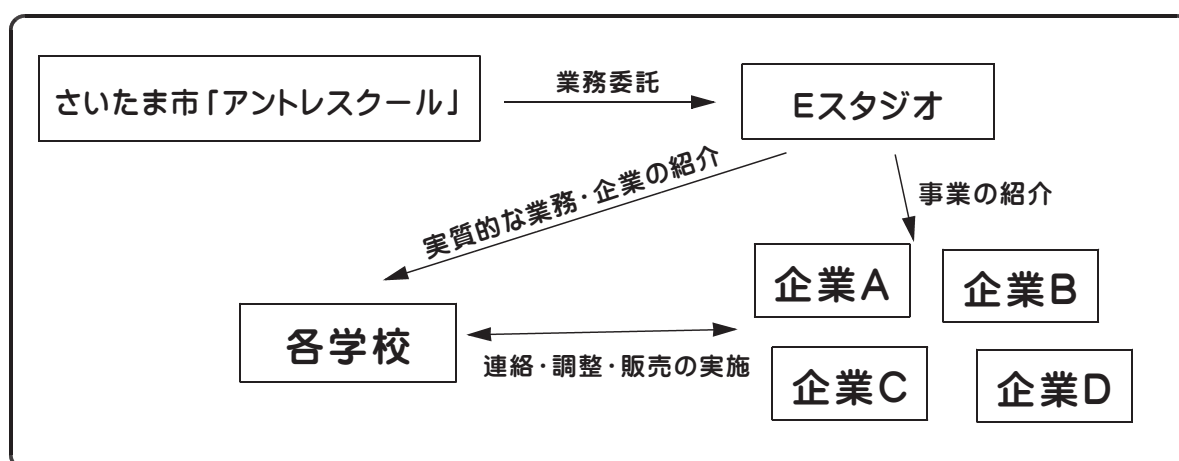 さいたま市「アントレスクール」
業務委託
Eスタジオ
実質的な業務・企業の紹介
事業の紹介
企業A
企業B
各学校
連絡・調整・販売の実施
企業C
企業D